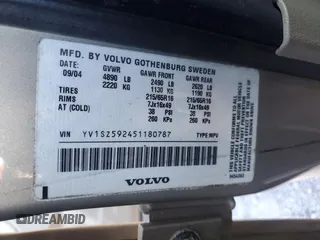 MFD. BY VOLVO GOTHENBURG SWEDEN
DATE: GVWR GAWR FRONT GAWR REAR
09/04 4890 LB 2490 LB 2620 LB
2220 KG 1120 KG 1190 KG
TIRES 215/65R16 215/65R16
RIMS 7Jx16x49 7Jx16x49
AT (COLD) 38 PSI 38 PSI
260 KPa 260 KPa
VIN YV1SZ592451180787 TYPE MPV
VOLVO
DREAMBID